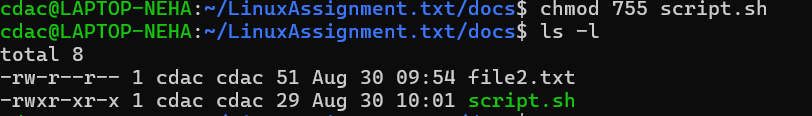 cdac@LAPTOP-NEHA:~/LinuxAssignment.txt/docs$ chmod 755 script.sh
cdac@LAPTOP-NEHA:~/LinuxAssignment.txt/docs$ ls -l
total 8
-rw-r--r-- 1 cdac cdac 51 Aug 30 09:54 file2.txt
-rwxr-xr-x 1 cdac cdac 29 Aug 30 10:01 script.sh